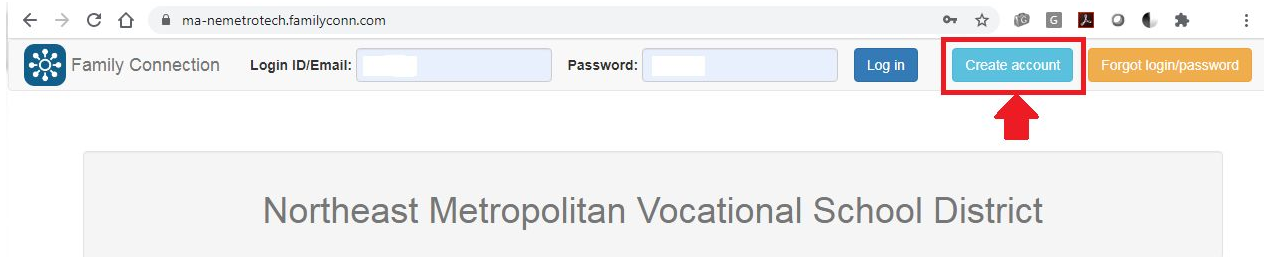 ma-nemetrotech.familyconn.com
Family Connection Login ID/Email: Password: Log in Create account Forgot login/password
Northeast Metropolitan Vocational School District